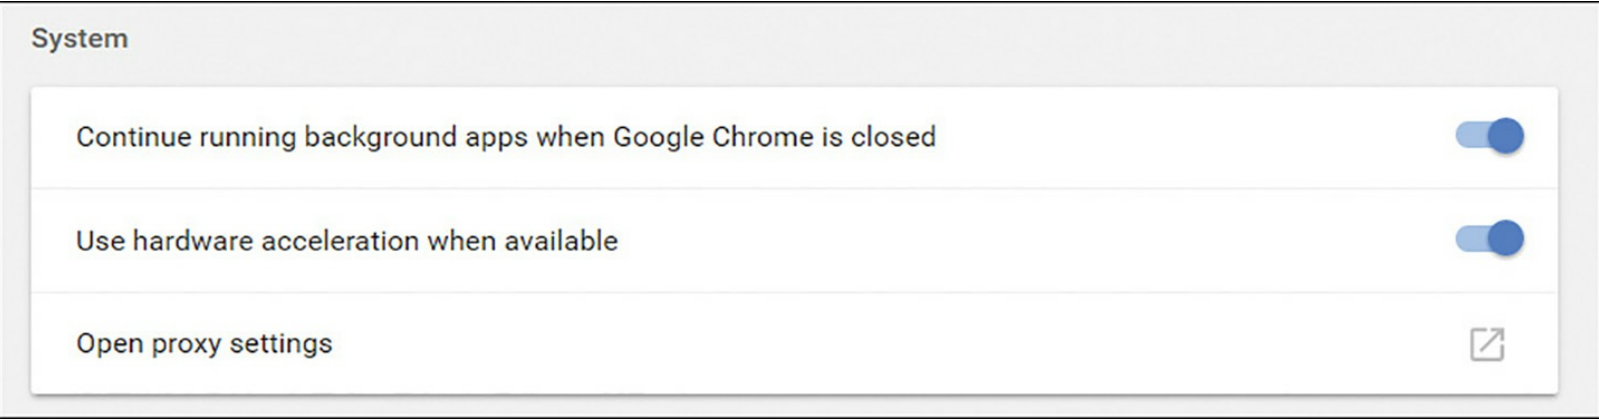 System
Continue running background apps when Google Chrome is closed
Use hardware acceleration when available
Open proxy settings